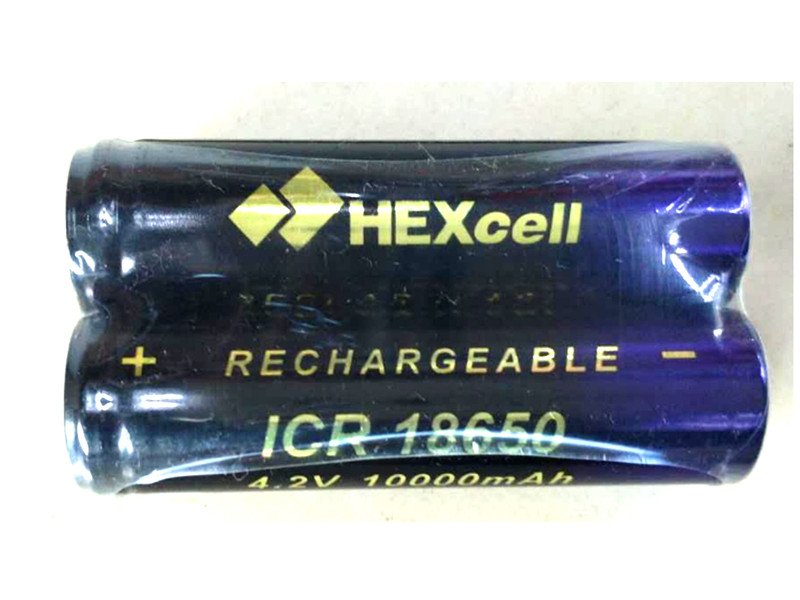 HEXcell
+ RECHARGEABLE −
ICR 18650
4.2V 10000mAh